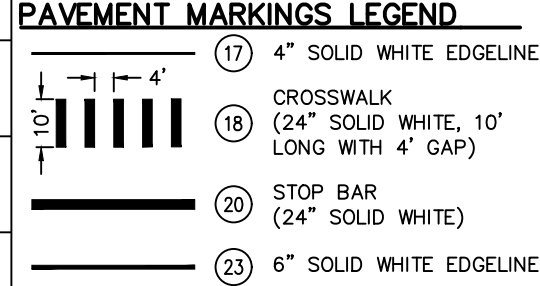 PAVEMENT MARKINGS LEGEND
17 4" SOLID WHITE EDGELINE
4'
10'
18 CROSSWALK
(24" SOLID WHITE, 10'
LONG WITH 4' GAP)
20 STOP BAR
(24" SOLID WHITE)
23 6" SOLID WHITE EDGELINE